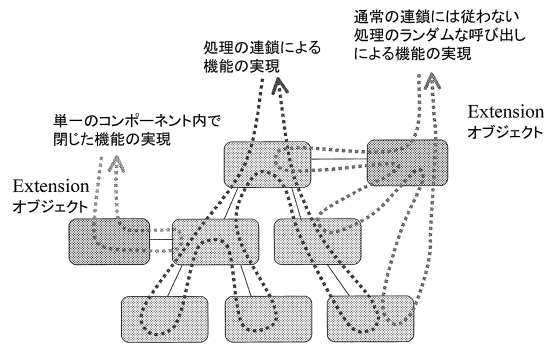 通常の連鎖には従わない
処理のランダムな呼び出し
による機能の実現
処理の連鎖による
機能の実現
Extension
オブジェクト
単一のコンポーネント内で
閉じた機能の実現
Extension
オブジェクト